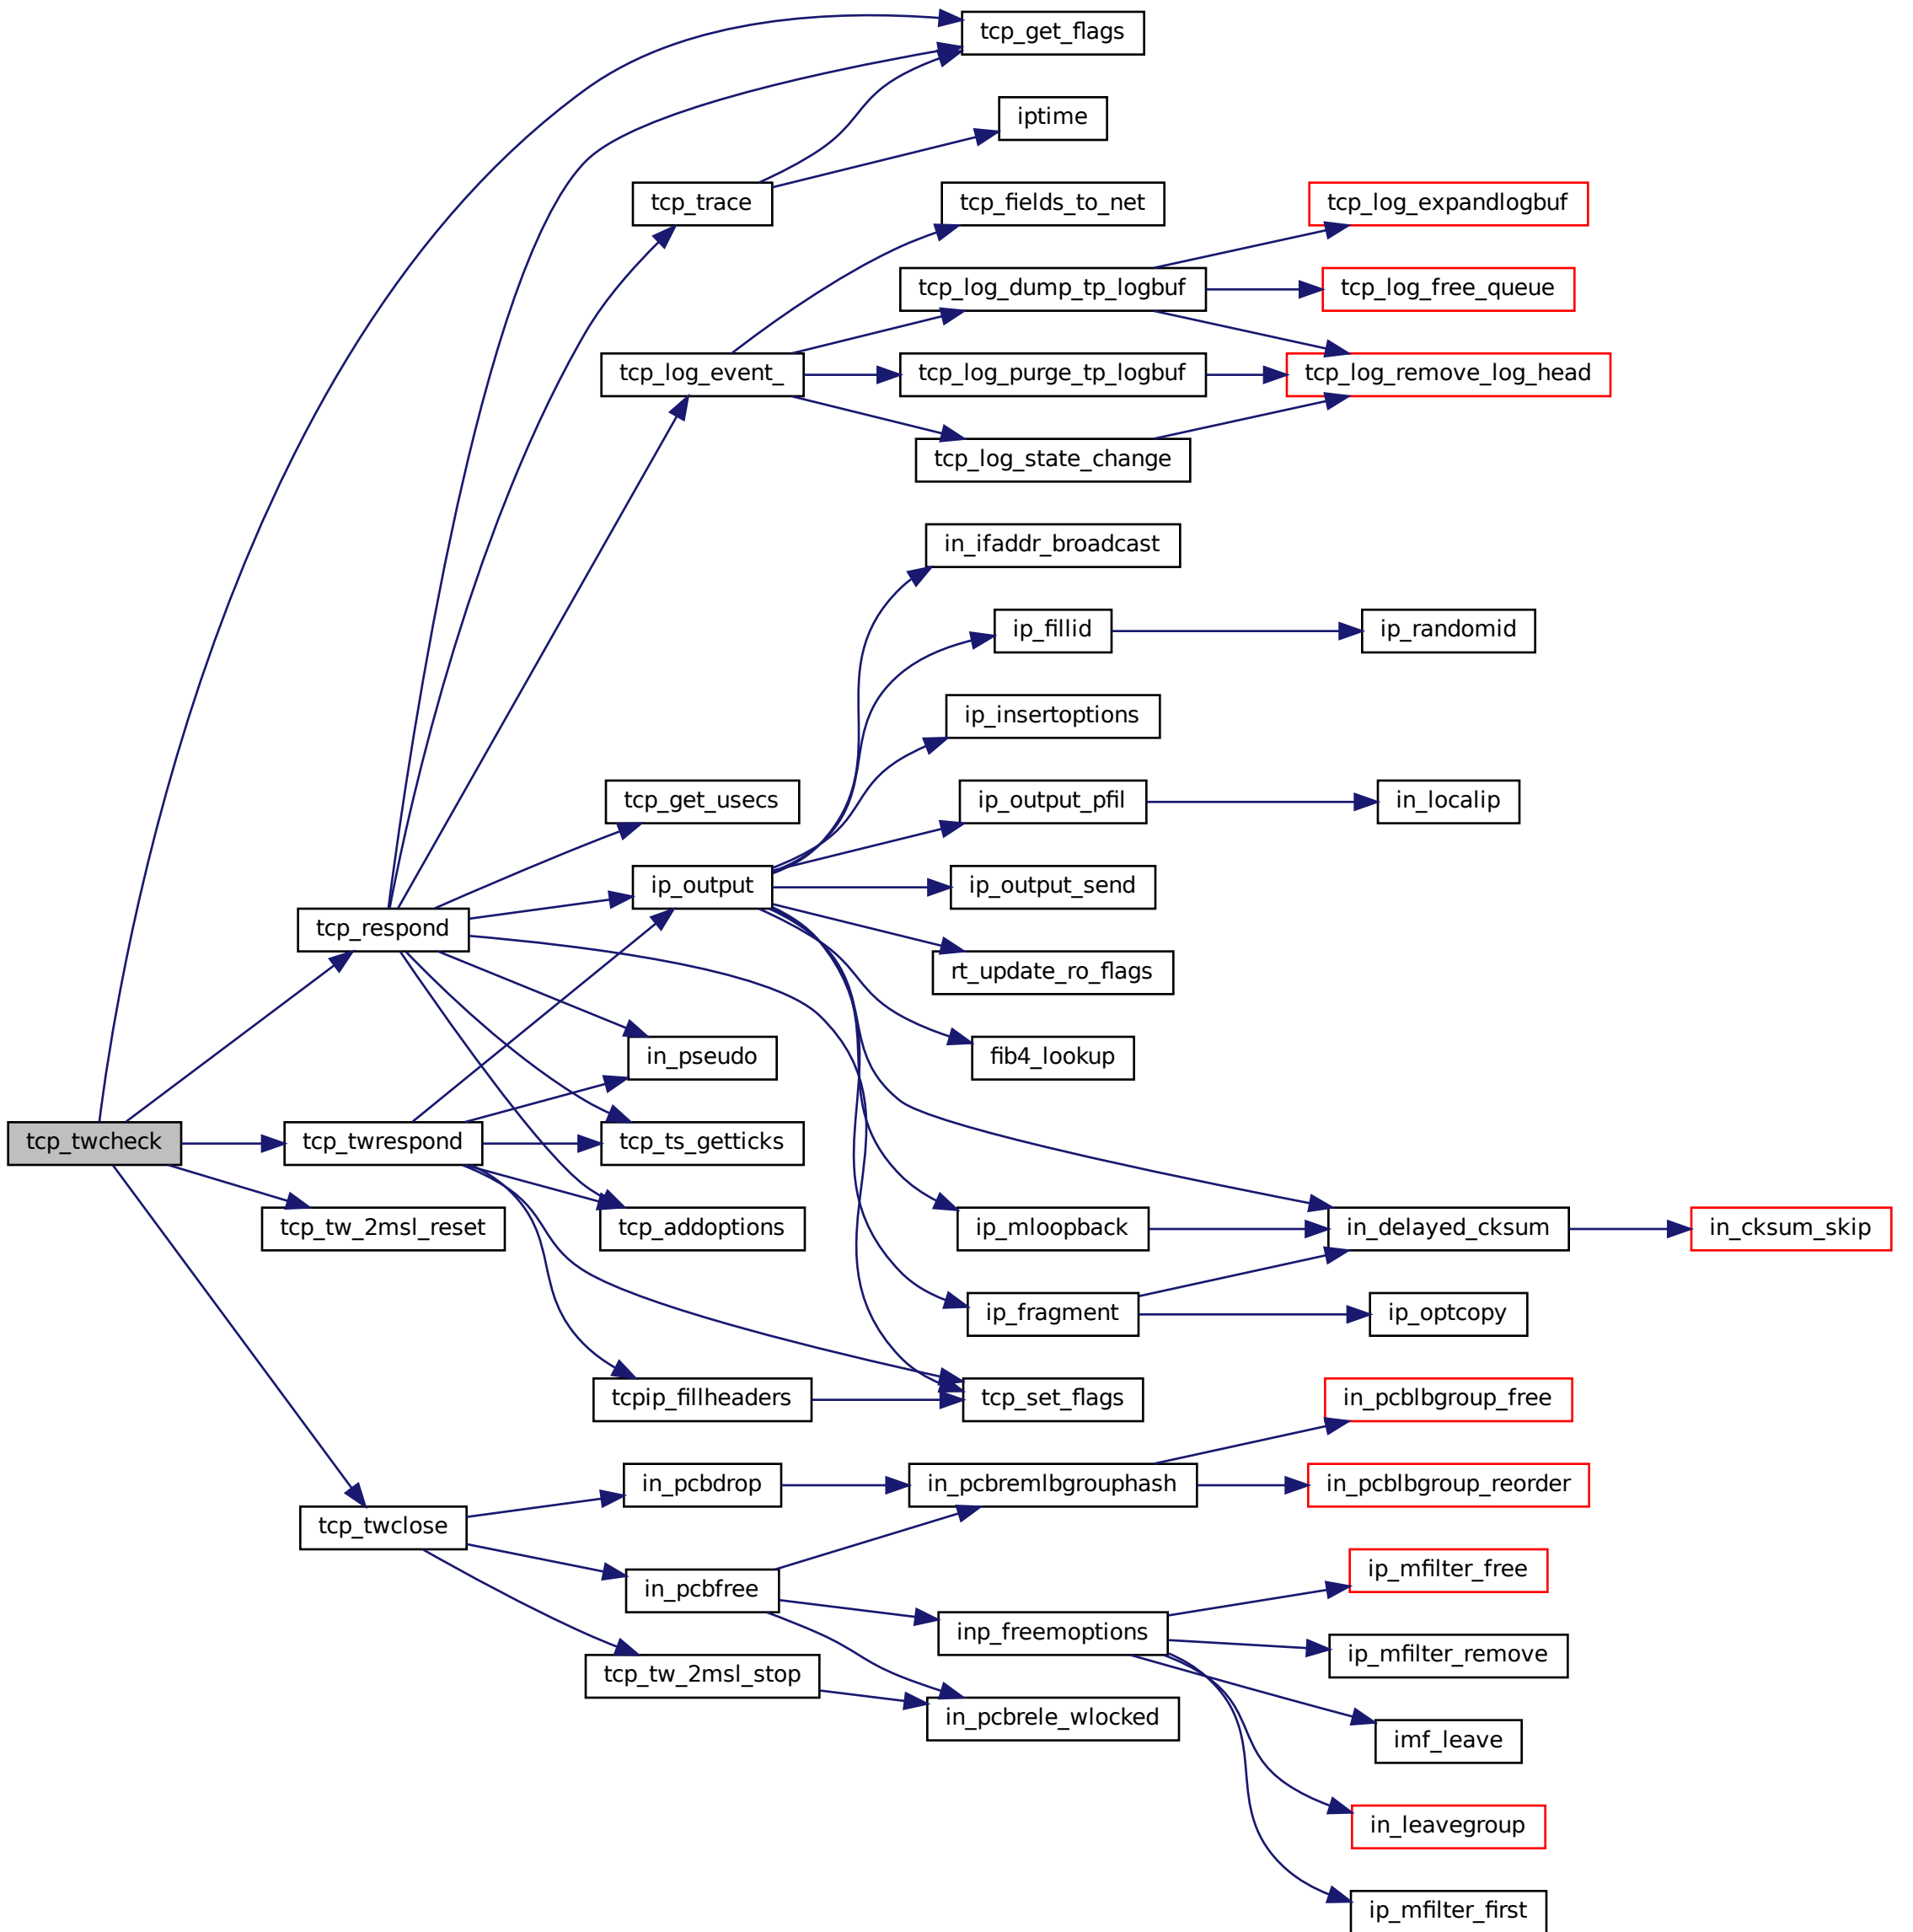 tcp_get_flags
iptime
tcp_trace
tcp_fields_to_net
tcp_log_expandlogbuf
tcp_log_dump_tp_logbuf
tcp_log_free_queue
tcp_log_event_
tcp_log_purge_tp_logbuf
tcp_log_remove_log_head
tcp_log_state_change
in_ifaddr_broadcast
ip_fillid
ip_randomid
ip_insertoptions
tcp_get_usecs
ip_output_pfil
in_localip
ip_output
ip_output_send
tcp_respond
rt_update_ro_flags
in_pseudo
fib4_lookup
tcp_twcheck
tcp_twrespond
tcp_ts_getticks
tcp_tw_2msl_reset
tcp_addoptions
ip_mloopback
in_delayed_cksum
in_cksum_skip
ip_fragment
ip_optcopy
tcpip_fillheaders
tcp_set_flags
in_pcblbgroup_free
in_pcbdrop
in_pcbremlbgrouphash
in_pcblbgroup_reorder
tcp_twclose
in_pcbfree
ip_mfilter_free
inp_freemoptions
ip_mfilter_remove
tcp_tw_2msl_stop
in_pcbrele_wlocked
imf_leave
in_leavegroup
ip_mfilter_first